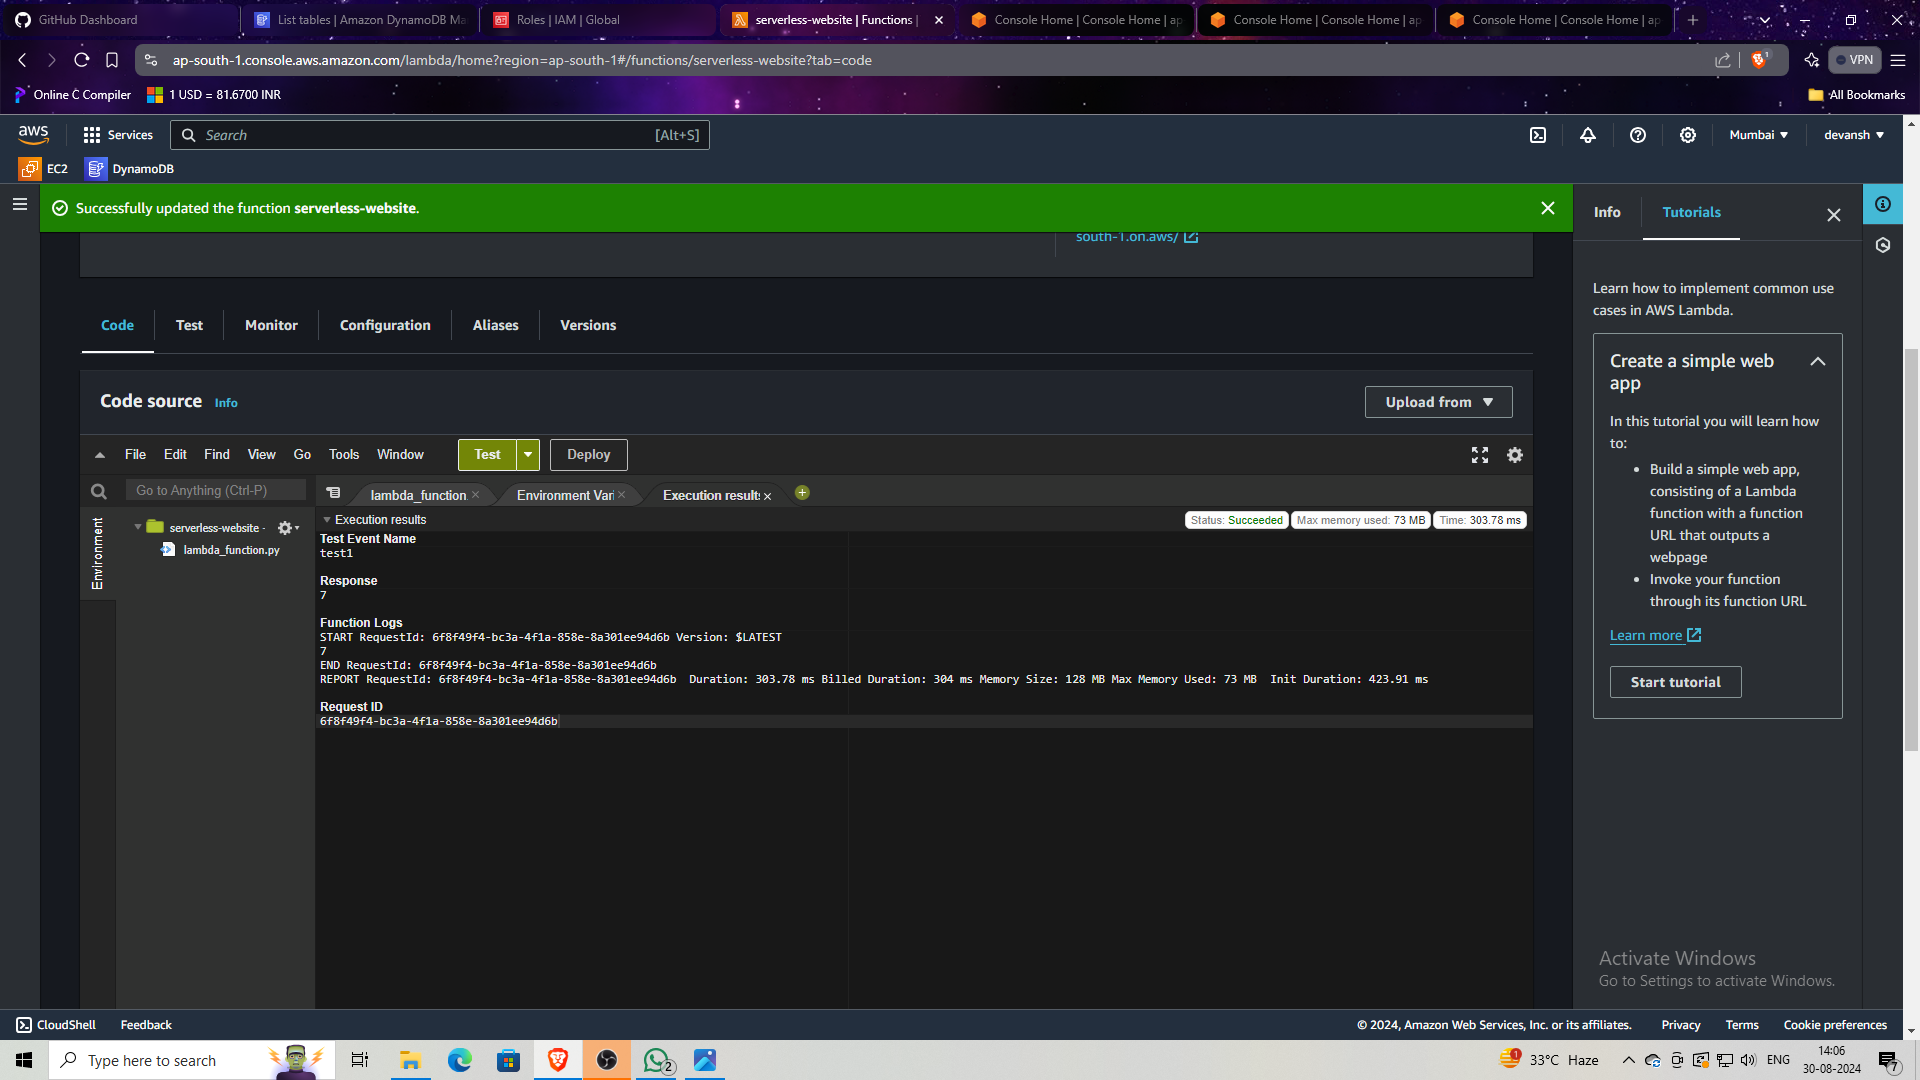 GitHub Dashboard
List tables | Amazon DynamoDB Ma
Roles | IAM | Global
serverless-website | Functions |
Console Home | Console Home | ap
Console Home | Console Home | ap
Console Home | Console Home | ap
ap-south-1.console.aws.amazon.com/lambda/home?region=ap-south-1#/functions/serverless-website?tab=code
1
VPN
Online C Compiler
1 USD = 81.6700 INR
All Bookmarks
aws
Services
Search
[Alt+S]
Mumbai
devansh
EC2
DynamoDB
Successfully updated the function serverless-website.
Info
Tutorials
south-1.on.aws/
Code
Test
Monitor
Configuration
Aliases
Versions
Learn how to implement common use
cases in AWS Lambda.
Create a simple web
app
In this tutorial you will learn how
to:
• Build a simple web app,
consisting of a Lambda
function with a function
URL that outputs a
webpage
• Invoke your function
through its function URL
Learn more
Start tutorial
Code source
Info
Upload from
File
Edit
Find
View
Go
Tools
Window
Test
Deploy
Go to Anything (Ctrl-P)
lambda_function
Environment Var
Execution results
Environment
serverless-website -
lambda_function.py
Execution results
Status: Succeeded
Max memory used: 73 MB
Time: 303.78 ms
Test Event Name
test1
Response
7
Function Logs
START RequestId: 6f8f49f4-bc3a-4f1a-858e-8a301ee94d6b Version: $LATEST
7
END RequestId: 6f8f49f4-bc3a-4f1a-858e-8a301ee94d6b
REPORT RequestId: 6f8f49f4-bc3a-4f1a-858e-8a301ee94d6b Duration: 303.78 ms Billed Duration: 304 ms Memory Size: 128 MB Max Memory Used: 73 MB Init Duration: 423.91 ms
Request ID
6f8f49f4-bc3a-4f1a-858e-8a301ee94d6b
Activate Windows
Go to Settings to activate Windows.
CloudShell
Feedback
© 2024, Amazon Web Services, Inc. or its affiliates.
Privacy
Terms
Cookie preferences
Type here to search
2
1
33°C Haze
ENG
14:06
30-08-2024
7